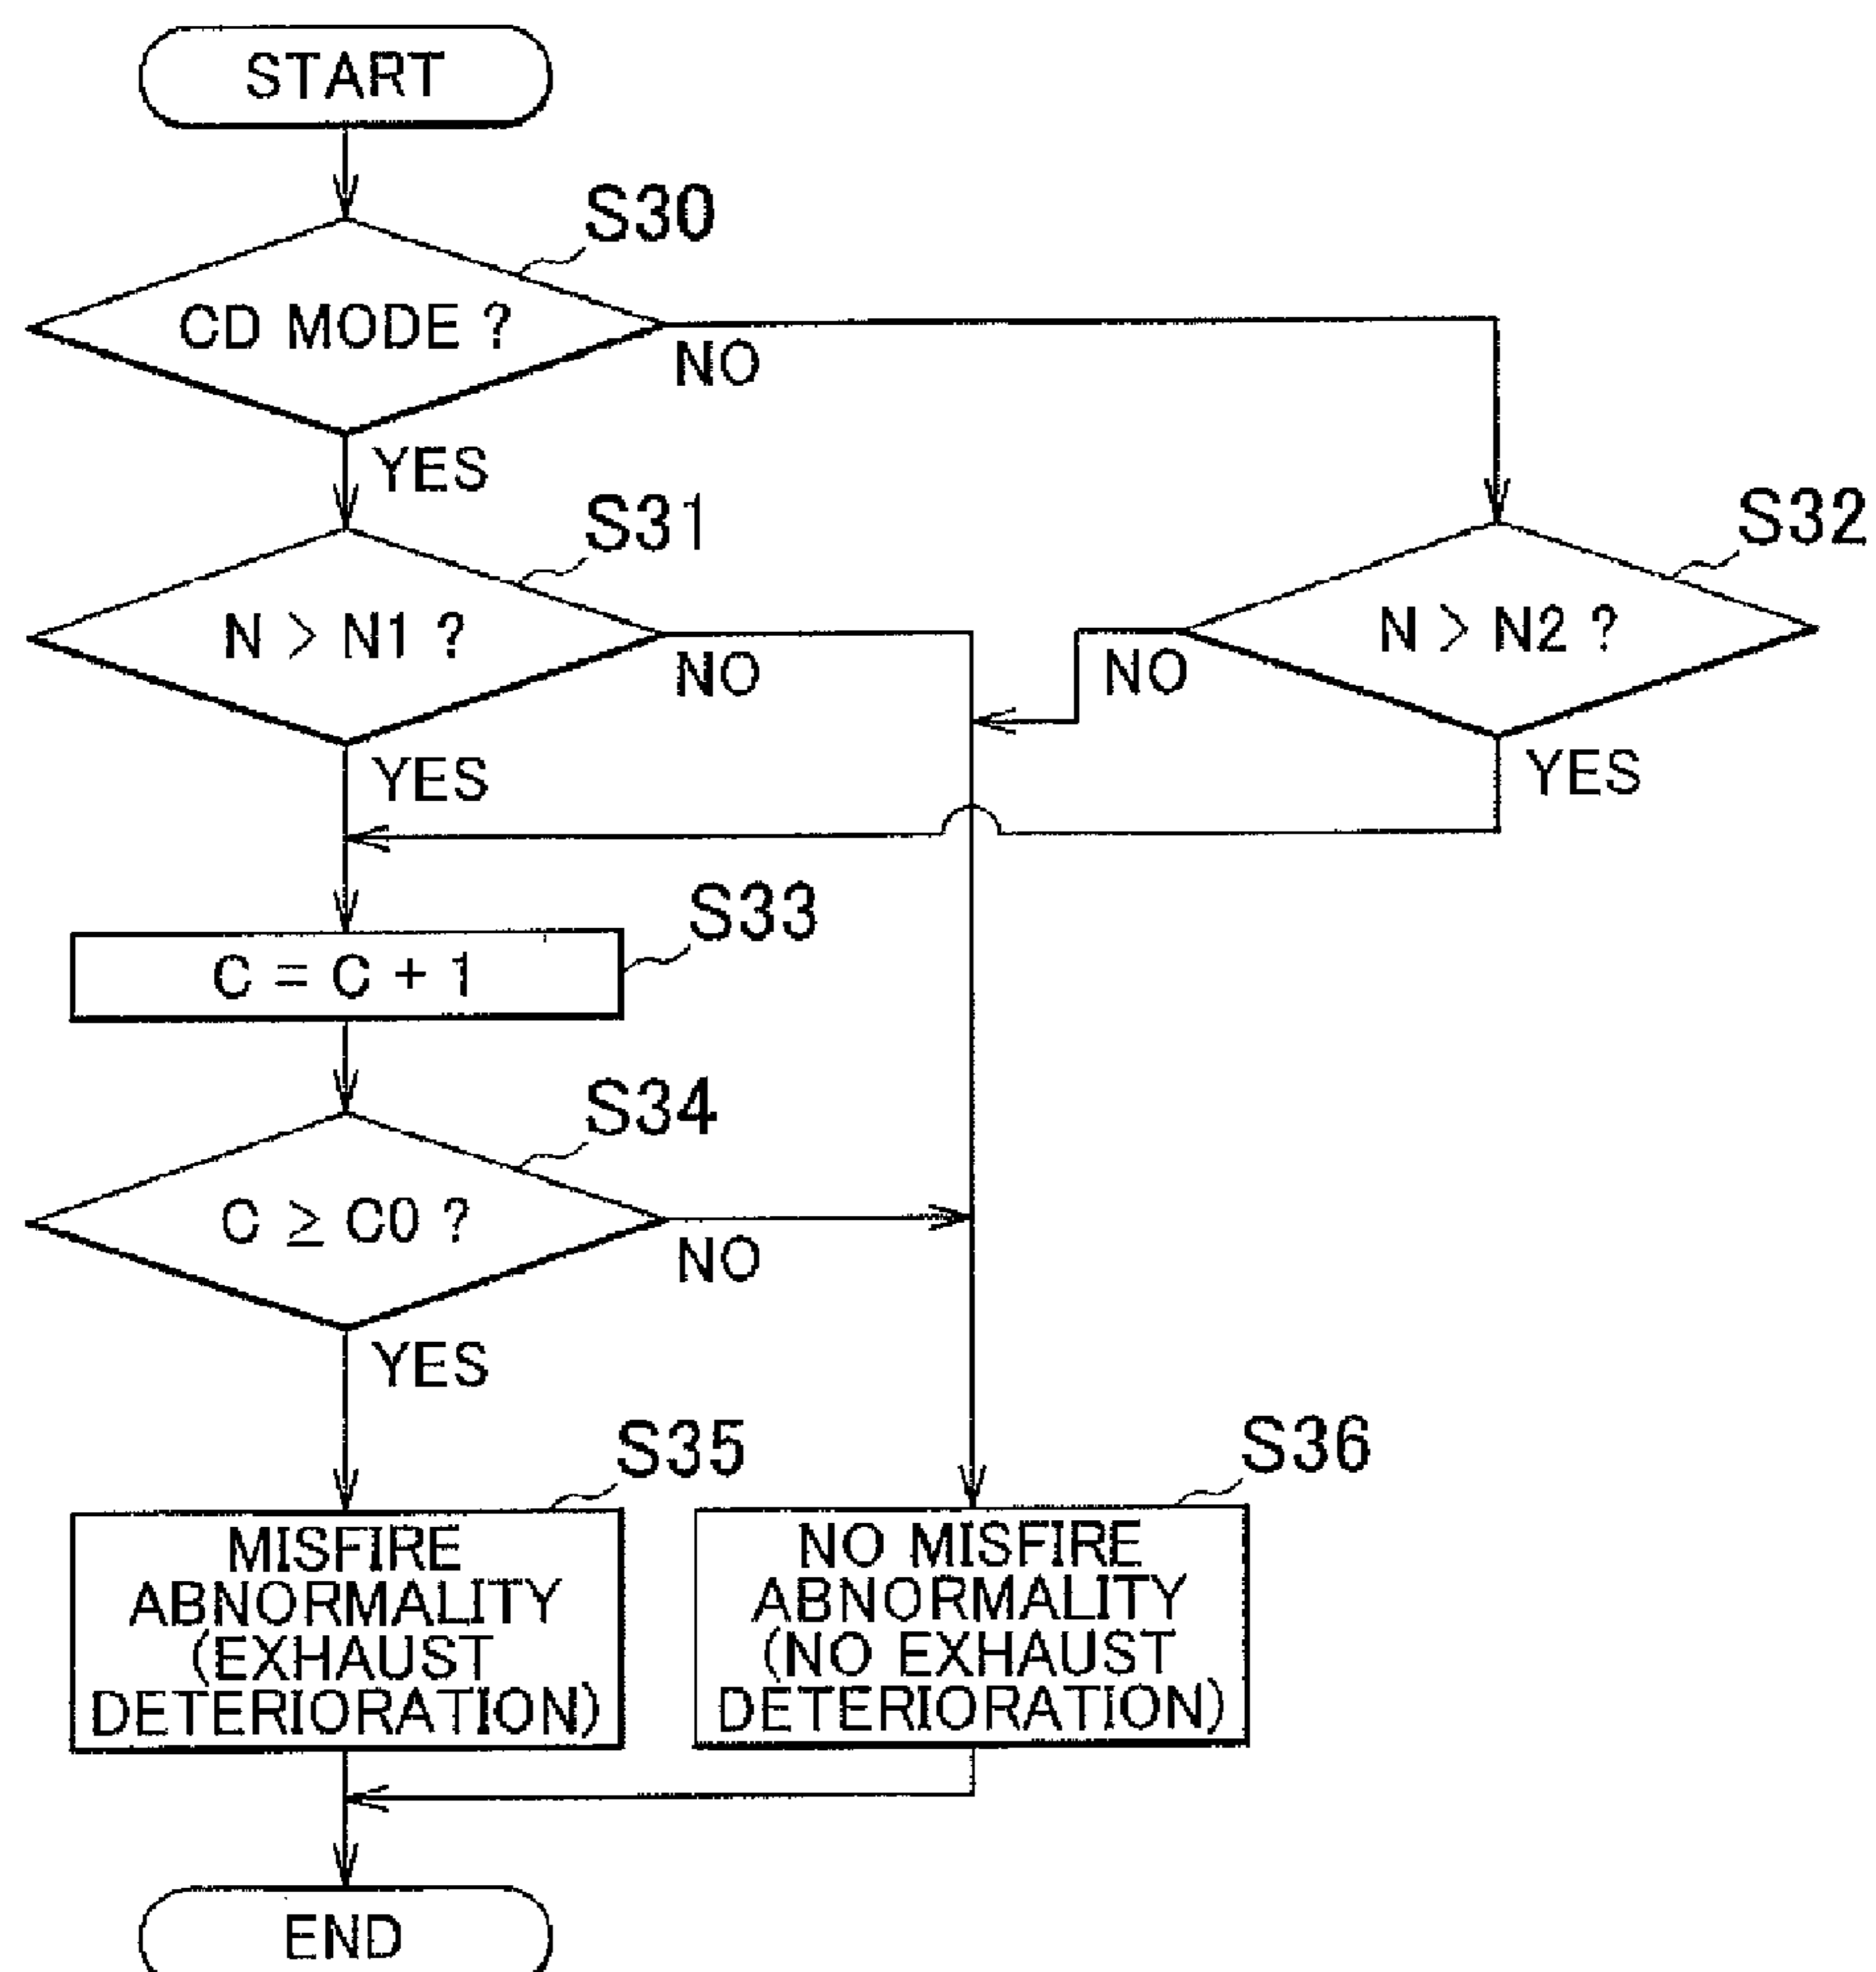 START
S30
CD MODE ?
NO
YES
S31
S32
N > N1 ?
NO
N > N2 ?
NO
YES
YES
S33
C = C + 1
S34
C ≥ C0 ?
NO
YES
S35
S36
MISFIRE
ABNORMALITY
(EXHAUST
DETERIORATION)
NO MISFIRE
ABNORMALITY
(NO EXHAUST
DETERIORATION)
END